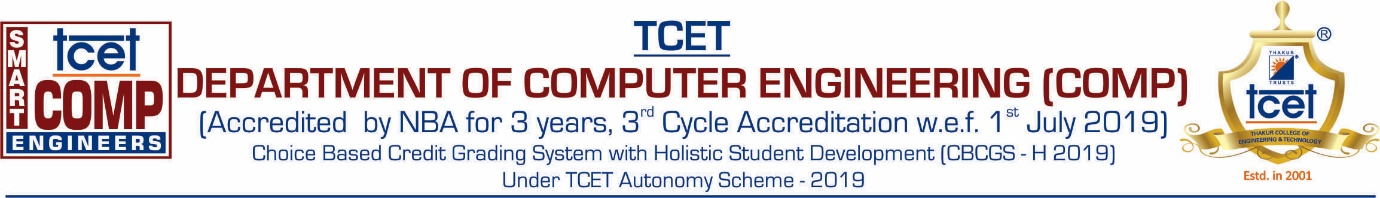 SMART
tcet
COMP
ENGINEERS
TCET
DEPARTMENT OF COMPUTER ENGINEERING (COMP)
(Accredited by NBA for 3 years, 3rd Cycle Accreditation w.e.f. 1st July 2019)
Choice Based Credit Grading System with Holistic Student Development (CBCGS - H 2019)
Under TCET Autonomy Scheme - 2019
®
THAKUR
TRUSTS
tcet
THAKUR COLLEGE OF
ENGINEERING & TECHNOLOGY
Estd. in 2001